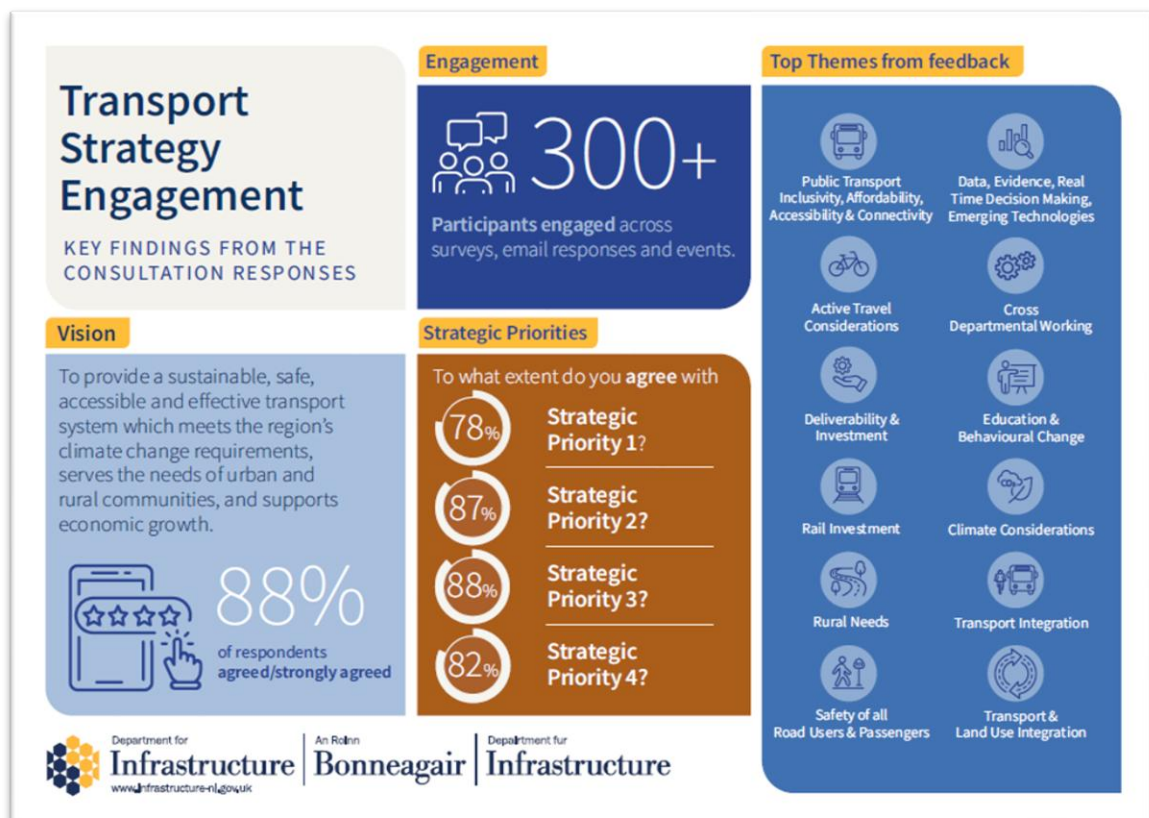 Transport
Strategy
Engagement
KEY FINDINGS FROM THE
CONSULTATION RESPONSES
Engagement
300+
Participants engaged across
surveys, email responses and events.
Vision
To provide a sustainable, safe,
accessible and effective transport
system which meets the region's
climate change requirements,
serves the needs of urban and
rural communities, and supports
economic growth.
88%
of respondents
agreed/strongly agreed
Strategic Priorities
To what extent do you agree with
78%
Strategic
Priority 1?
87%
Strategic
Priority 2?
88%
Strategic
Priority 3?
82%
Strategic
Priority 4?
Top Themes from feedback
Public Transport
Inclusivity, Affordability,
Accessibility & Connectivity
Data, Evidence, Real
Time Decision Making,
Emerging Technologies
Active Travel
Considerations
Cross
Departmental Working
Deliverability &
Investment
Education &
Behavioural Change
Rail Investment
Climate Considerations
Rural Needs
Transport Integration
Safety of all
Road Users & Passengers
Transport &
Land Use Integration
Department for
Infrastructure
www.infrastructure-ni.gov.uk
An Roinn
Bonneagair
Depairtment fur
Infrastructure